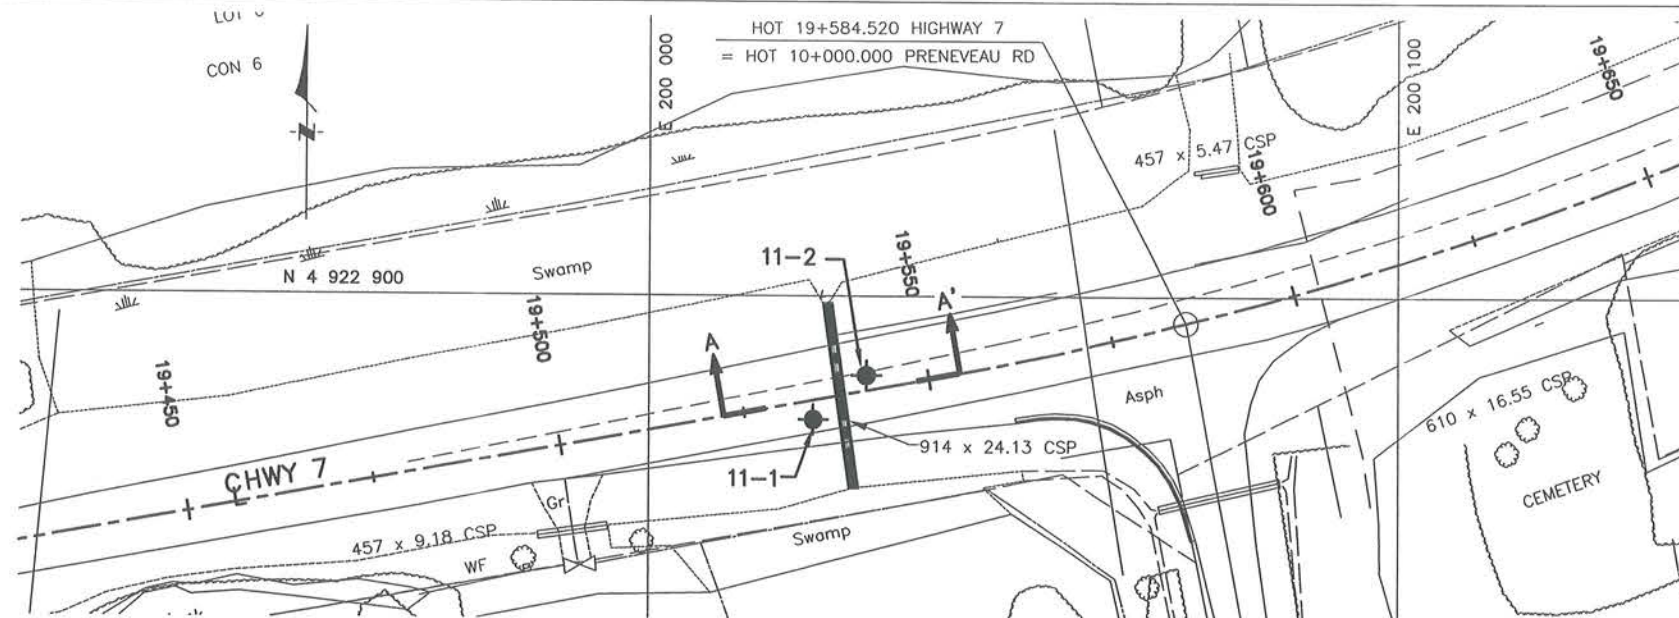 CON 6
HOT 19+584.520 HIGHWAY 7
= HOT 10+000.000 PRENEVEAU RD
E 200 000
E 200 100
19+650
N
457 x 5.47 CSP
19+600
N 4 922 900
Swamp
11-2
19+550
A'
19+500
A
19+450
Asph
610 x 16.55 CSP
914 x 24.13 CSP
11-1
CHWY 7
Gr
CEMETERY
457 x 9.18 CSP
WF
Swamp